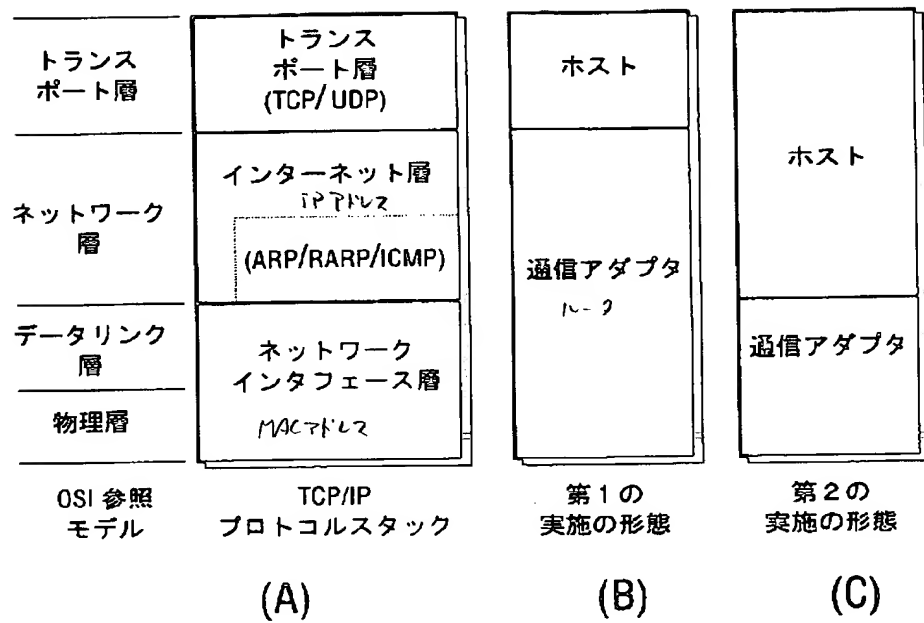 トランス
ポート層
ネットワーク
層
データリンク
層
物理層
OSI 参照
モデル
トランス
ポート層
(TCP/UDP)
インターネット層
IPアドレス
(ARP/RARP/ICMP)
ネットワーク
インタフェース層
MACアドレス
TCP/IP
プロトコルスタック
(A)
ホスト
通信アダプタ
ルータ
第1の
実施の形態
(B)
ホスト
通信アダプタ
第2の
実施の形態
(C)